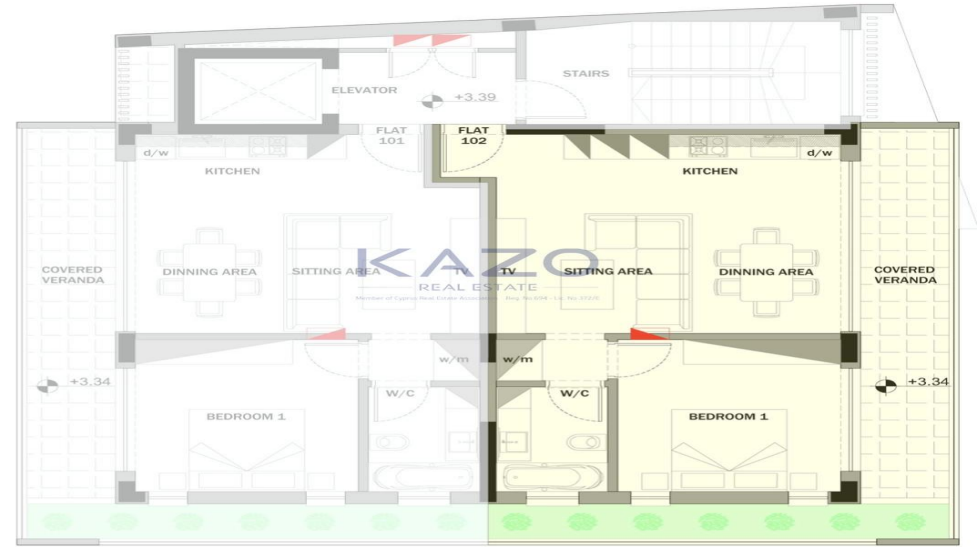 STAIRS
ELEVATOR
+3.39
FLAT
101
FLAT
102
d/w
d/w
KITCHEN
KITCHEN
COVERED
VERANDA
DINNING AREA
SITTING AREA
TV
TV
SITTING AREA
DINNING AREA
COVERED
VERANDA
KAZO
REAL ESTATE
w/m
w/m
+3.34
W/C
W/C
+3.34
BEDROOM 1
BEDROOM 1